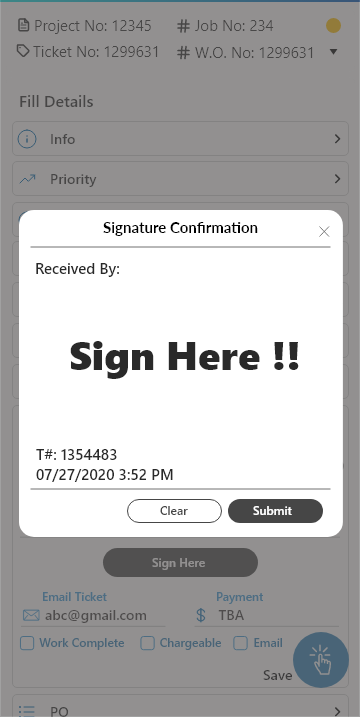 Project No: 12345 # Job No: 234
Ticket No: 1299631 # W.O. No: 1299631
Fill Details
Info
Priority
Signature Confirmation
Received By:
Sign Here !!
T#: 1354483
07/27/2020 3:52 PM
Clear Submit
Sign Here
Email Ticket Payment
abc@gmail.com $ TBA
Work Complete Chargeable Email
Save
PO